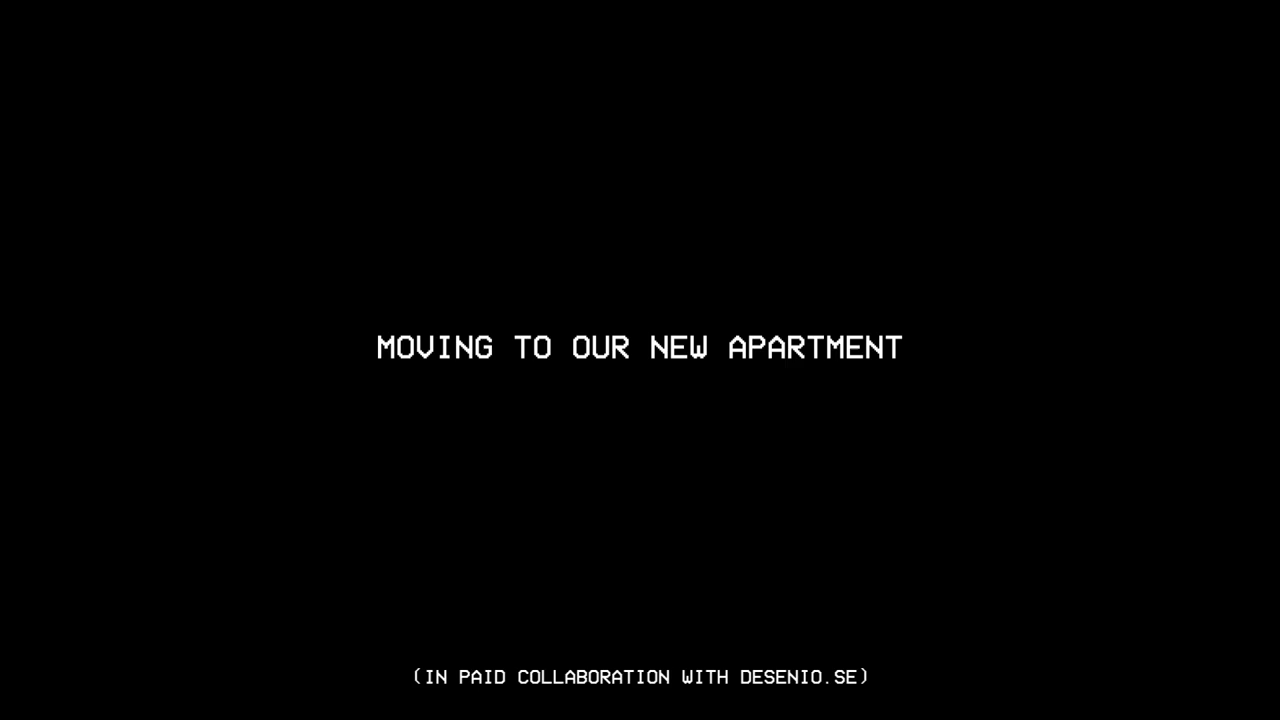 MOVING TO OUR NEW APARTMENT
(IN PAID COLLABORATION WITH DESENIO.SE)